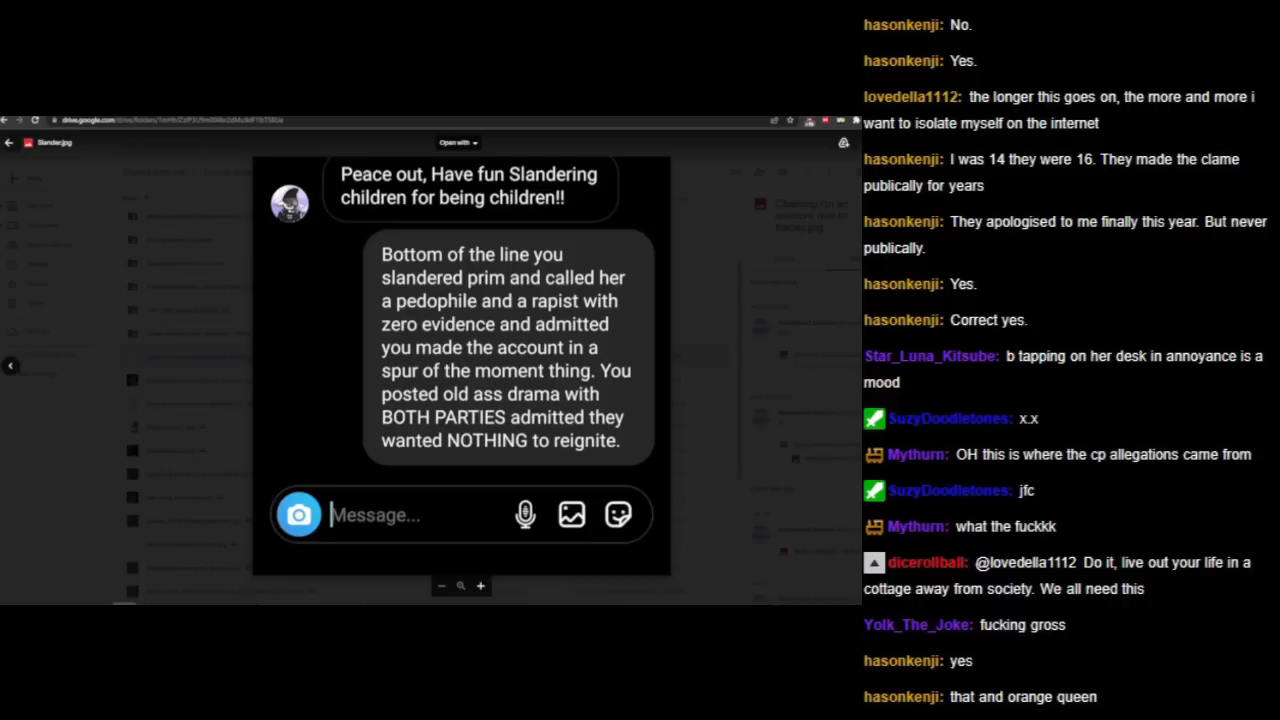 drive.google.com
Slander.jpg
Open with
Peace out, Have fun Slandering
children for being children!!
Bottom of the line you
slandered prim and called her
a pedophile and a rapist with
zero evidence and admitted
you made the account in a
spur of the moment thing. You
posted old ass drama with
BOTH PARTIES admitted they
wanted NOTHING to reignite.
Message...
hasonkenji: No.
hasonkenji: Yes.
lovedella1112: the longer this goes on, the more and more i
want to isolate myself on the internet
hasonkenji: I was 14 they were 16. They made the clame
publically for years
hasonkenji: They apologised to me finally this year. But never
publically.
hasonkenji: Yes.
hasonkenji: Correct yes.
Star_Luna_Kitsube: b tapping on her desk in annoyance is a
mood
SuzyDoodletones: x.x
Mythurn: OH this is where the cp allegations came from
SuzyDoodletones: jfc
Mythurn: what the fuckkk
dicerollball: @lovedella1112 Do it, live out your life in a
cottage away from society. We all need this
Yolk_The_Joke: fucking gross
hasonkenji: yes
hasonkenji: that and orange queen